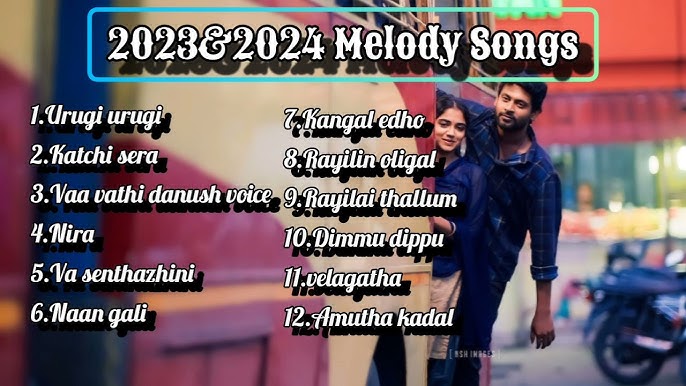 2023&2024 Melody Songs
1.Urugi urugi
2.Katchi sera
3.Vaa vathi danush voice
4.Nira
5.Va senthazhini
6.Naan gali
7.Kangal edho
8.Rayilin oligal
9.Rayilai thallum
10.Dimmu dippu
11.velagatha
12.Amutha kadal
[ ASH IMAGES ]